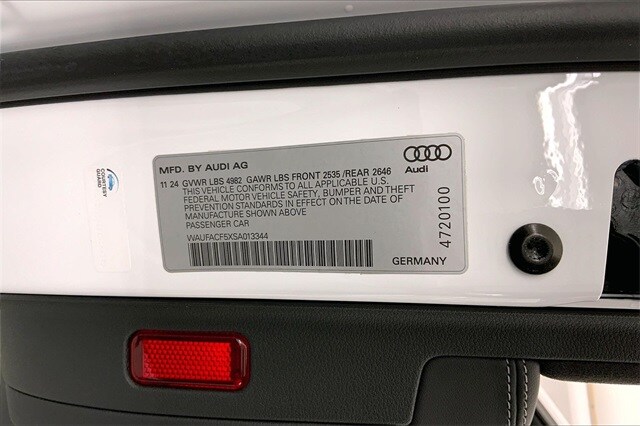 MFD. BY AUDI AG
11 24 GVWR LBS 4982 GAWR LBS FRONT 2535 /REAR 2646
THIS VEHICLE CONFORMS TO ALL APPLICABLE U.S.
FEDERAL MOTOR VEHICLE SAFETY, BUMPER AND THEFT
PREVENTION STANDARDS IN EFFECT ON THE DATE OF
MANUFACTURE SHOWN ABOVE
PASSENGER CAR
WAUFACF5XSA013344
Audi
4720100
GERMANY
COURTESY
GUARD